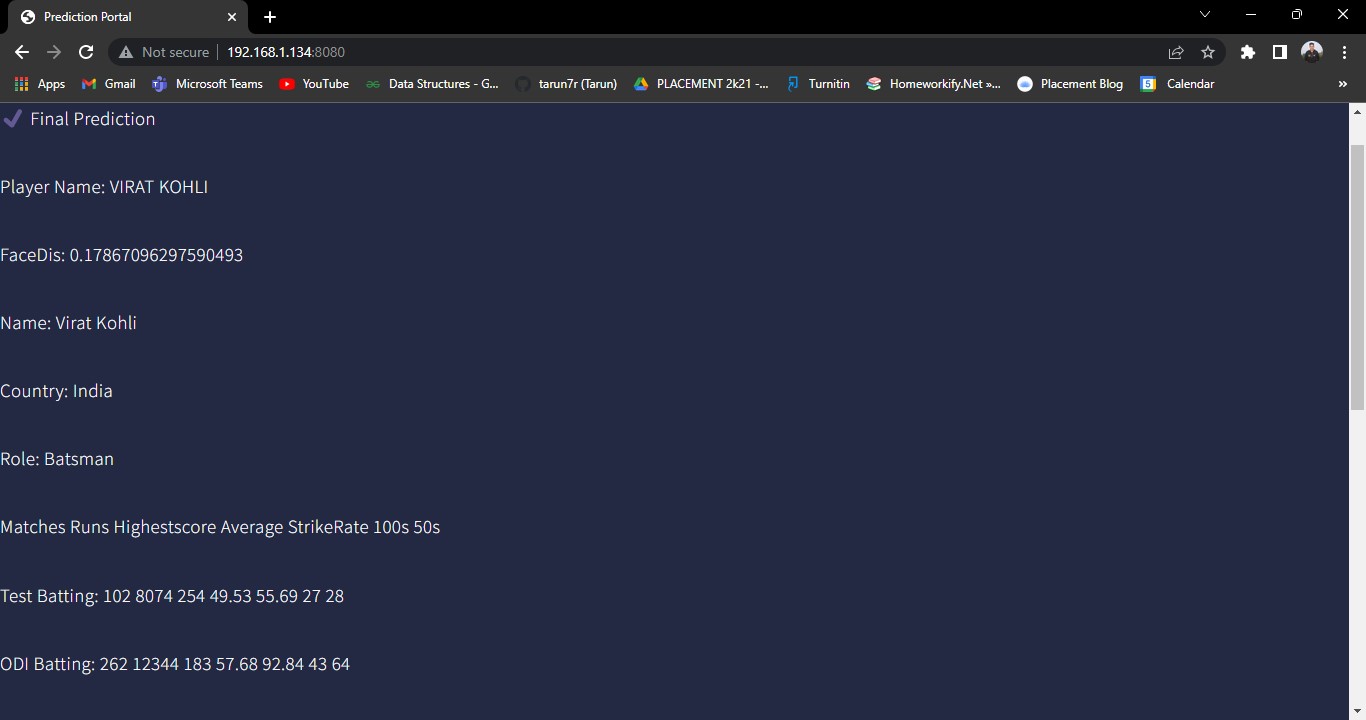 Prediction Portal
Not secure 192.168.1.134:8080
Apps Gmail Microsoft Teams YouTube Data Structures - G... tarun7r (Tarun) PLACEMENT 2k21 -... Turnitin Homeworkify.Net »... Placement Blog 5 Calendar »
Final Prediction
Player Name: VIRAT KOHLI
FaceDis: 0.17867096297590493
Name: Virat Kohli
Country: India
Role: Batsman
Matches Runs Highestscore Average StrikeRate 100s 50s
Test Batting: 102 8074 254 49.53 55.69 27 28
ODI Batting: 262 12344 183 57.68 92.84 43 64